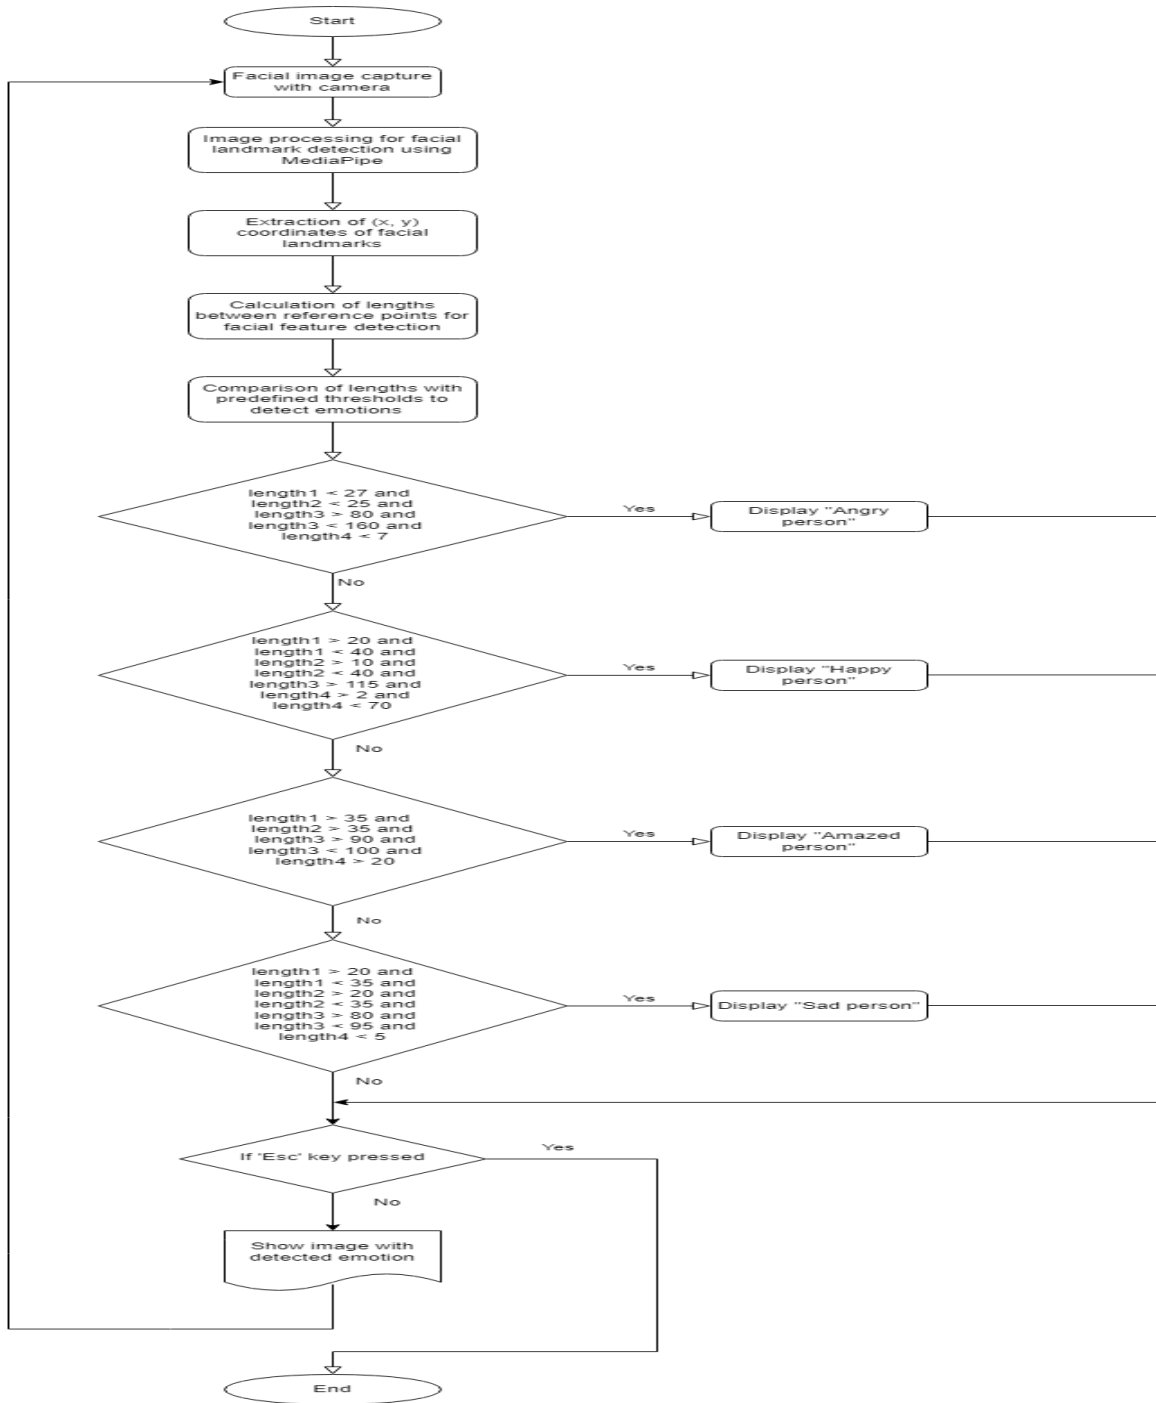 Start
Facial image capture
with camera
Image processing for facial
landmark detection using
MediaPipe
Extraction of (x, y)
coordinates of facial
landmarks
Calculation of lengths
between reference points for
facial feature detection
Comparison of lengths with
predefined thresholds to
detect emotions
length1 < 27 and
length2 < 25 and
length3 > 80 and
length3 < 160 and
length4 < 7
Yes
Display "Angry
person"
No
length1 > 20 and
length1 < 40 and
length2 > 10 and
length2 < 40 and
length3 > 115 and
length4 > 2 and
length4 < 70
Yes
Display "Happy
person"
No
length1 > 35 and
length2 > 35 and
length3 > 90 and
length3 < 100 and
length4 > 20
Yes
Display "Amazed
person"
No
length1 > 20 and
length1 < 35 and
length2 > 20 and
length2 < 35 and
length3 > 80 and
length3 < 95 and
length4 < 5
Yes
Display "Sad person"
No
If 'Esc' key pressed
Yes
No
Show image with
detected emotion
End